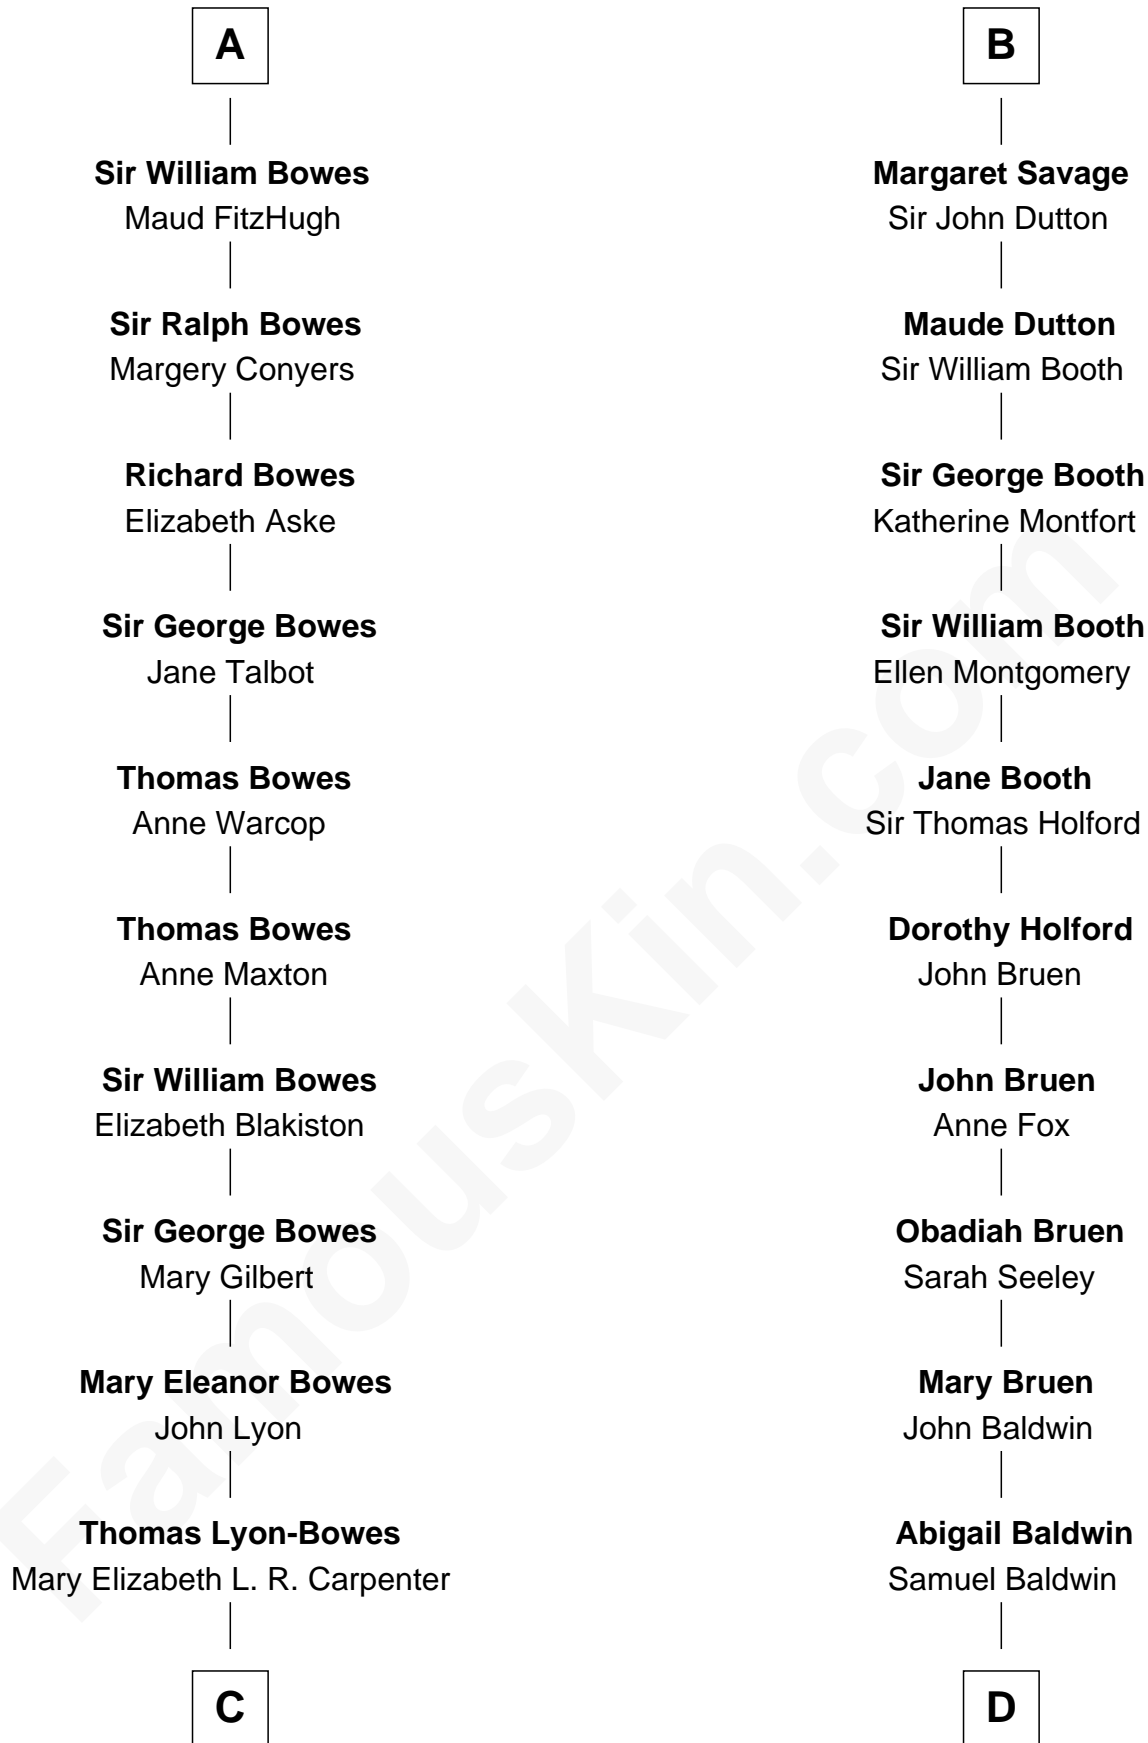 A
Sir William Bowes
Maud FitzHugh
Sir Ralph Bowes
Margery Conyers
Richard Bowes
Elizabeth Aske
Sir George Bowes
Jane Talbot
Thomas Bowes
Anne Warcop
Thomas Bowes
Anne Maxton
Sir William Bowes
Elizabeth Blakiston
Sir George Bowes
Mary Gilbert
Mary Eleanor Bowes
John Lyon
Thomas Lyon-Bowes
Mary Elizabeth L. R. Carpenter
C
B
Margaret Savage
Sir John Dutton
Maude Dutton
Sir William Booth
Sir George Booth
Katherine Montfort
Sir William Booth
Ellen Montgomery
Jane Booth
Sir Thomas Holford
Dorothy Holford
John Bruen
John Bruen
Anne Fox
Obadiah Bruen
Sarah Seeley
Mary Bruen
John Baldwin
Abigail Baldwin
Samuel Baldwin
D
FamousKin.com